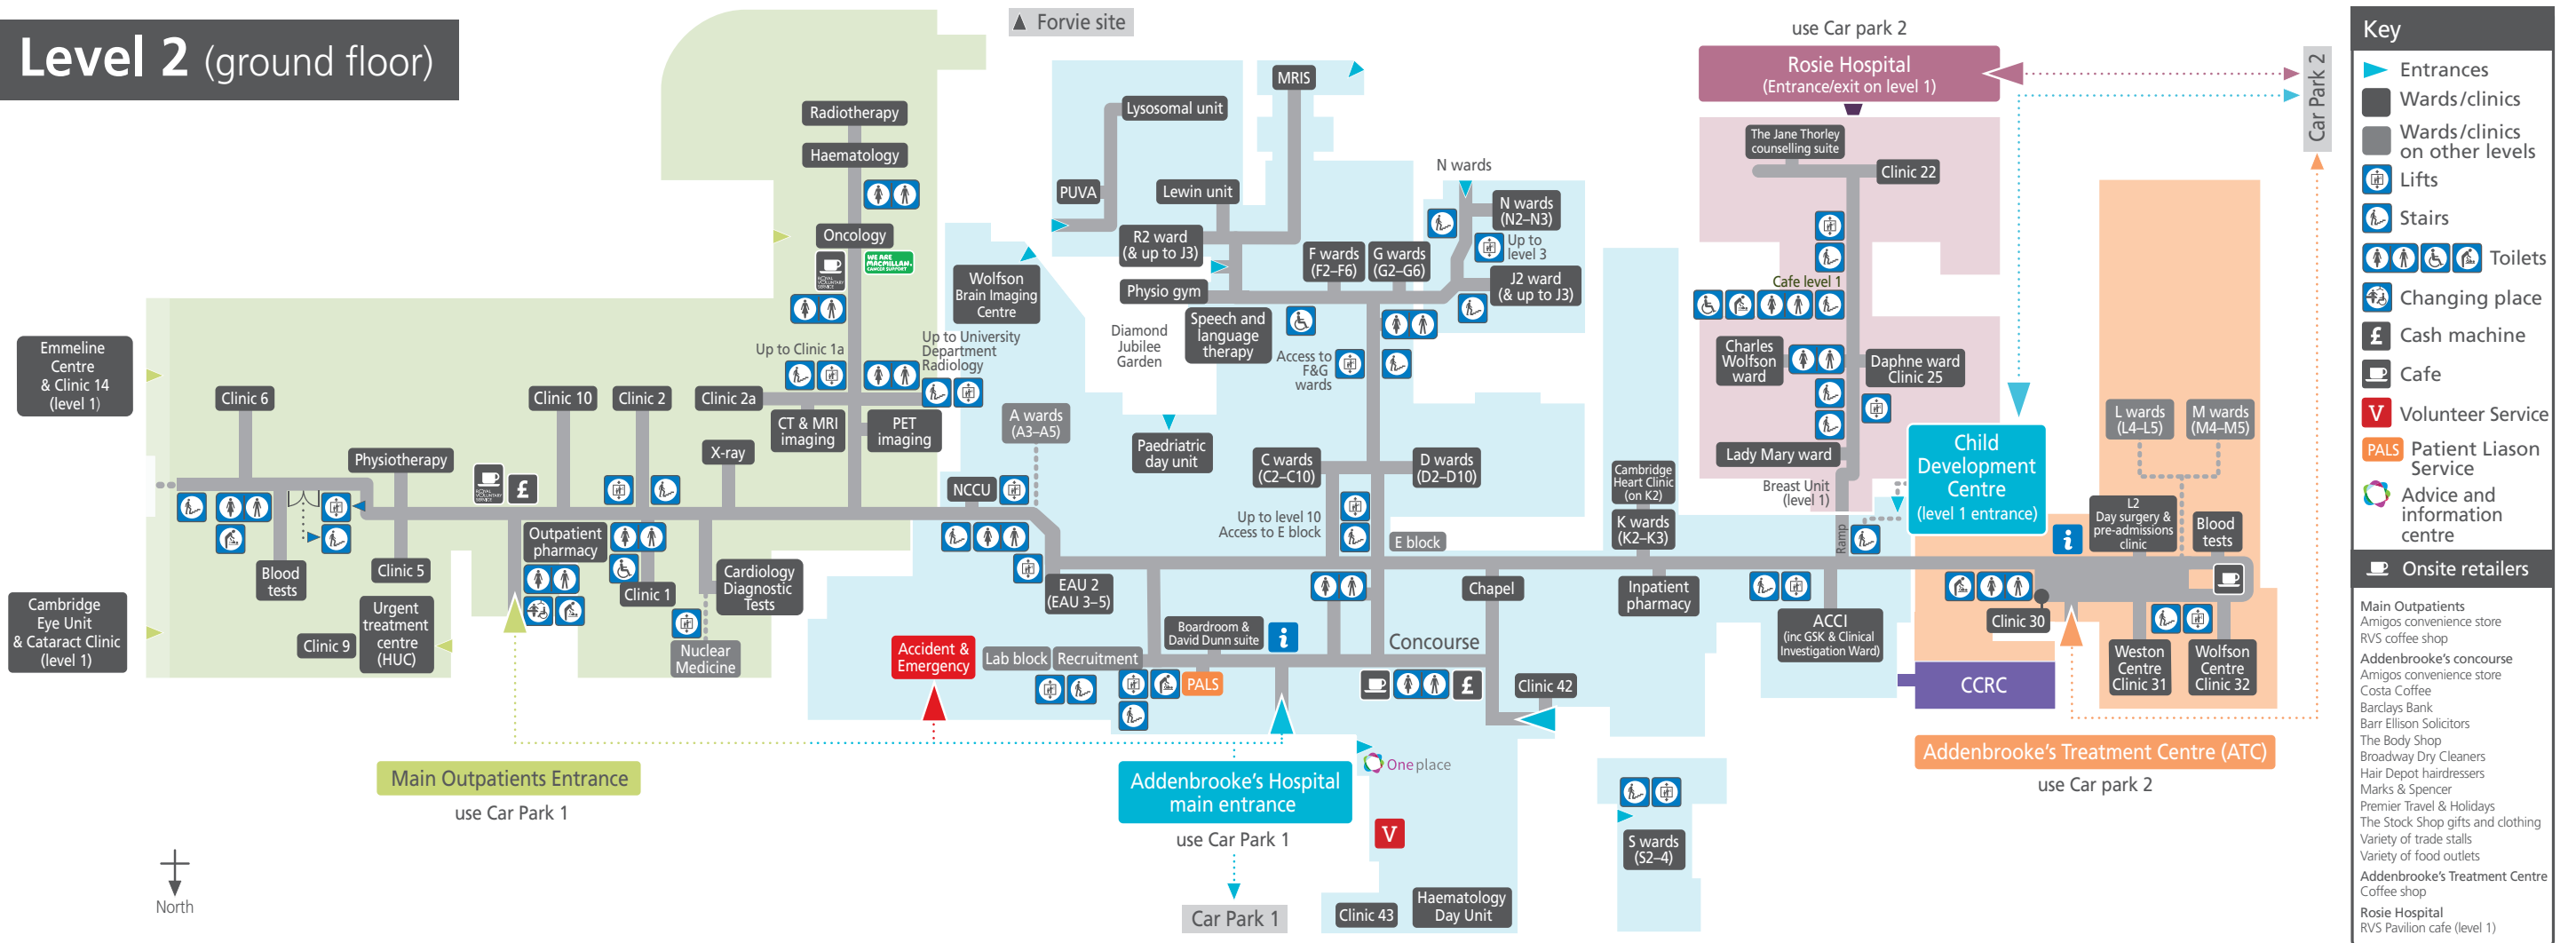 Level 2 (ground floor)
Forvie site
use Car park 2
Rosie Hospital
(Entrance/exit on level 1)
Car Park 2
Radiotherapy
Haematology
Oncology
ROYAL
VOLUNTARY
SERVICE
WE ARE
MACMILLAN.
CANCER SUPPORT
Up to Clinic 1a
Up to University
Department
Radiology
Clinic 2a
CT & MRI
imaging
PET
imaging
Emmeline
Centre
& Clinic 14
(level 1)
Clinic 6
Physiotherapy
ROYAL
VOLUNTARY
SERVICE
£
Clinic 10
Clinic 2
X-ray
Blood
tests
Clinic 5
Outpatient
pharmacy
Clinic 1
Cardiology
Diagnostic
Tests
Nuclear
Medicine
Cambridge
Eye Unit
& Cataract Clinic
(level 1)
Clinic 9
Urgent
treatment
centre
(HUC)
Main Outpatients Entrance
use Car Park 1
North
Lysosomal unit
PUVA
MRIS
Lewin unit
R2 ward
(& up to J3)
Physio gym
Wolfson
Brain Imaging
Centre
Diamond
Jubilee
Garden
Speech and
language
therapy
F wards
(F2–F6)
G wards
(G2–G6)
N wards
N wards
(N2–N3)
Up to
level 3
J2 ward
(& up to J3)
Access to
F&G
wards
A wards
(A3–A5)
NCCU
Paedriatric
day unit
C wards
(C2–C10)
D wards
(D2–D10)
Up to level 10
Access to E block
E block
EAU 2
(EAU 3–5)
Accident &
Emergency
Lab block
Recruitment
Boardroom &
David Dunn suite
i
PALS
Concourse
£
Chapel
Clinic 42
One place
Addenbrooke's Hospital
main entrance
use Car Park 1
Car Park 1
V
Clinic 43
Haematology
Day Unit
S wards
(S2–4)
Cambridge
Heart Clinic
(on K2)
K wards
(K2–K3)
Inpatient
pharmacy
The Jane Thorley
counselling suite
Clinic 22
Cafe level 1
Charles
Wolfson
ward
Daphne ward
Clinic 25
Lady Mary ward
Breast Unit
(level 1)
Ramp
Child
Development
Centre
(level 1 entrance)
ACCI
(inc GSK & Clinical
Investigation Ward)
CCRC
L wards
(L4–L5)
M wards
(M4–M5)
i
L2
Day surgery &
pre-admissions
clinic
Blood
tests
Clinic 30
Weston
Centre
Clinic 31
Wolfson
Centre
Clinic 32
Addenbrooke's Treatment Centre (ATC)
use Car park 2
Key
Entrances
Wards/clinics
Wards/clinics
on other levels
Lifts
Stairs
Toilets
Changing place
£ Cash machine
Cafe
V Volunteer Service
PALS Patient Liason
Service
Advice and
information
centre
Onsite retailers
Main Outpatients
Amigos convenience store
RVS coffee shop
Addenbrooke's concourse
Amigos convenience store
Costa Coffee
Barclays Bank
Barr Ellison Solicitors
The Body Shop
Broadway Dry Cleaners
Hair Depot hairdressers
Marks & Spencer
Premier Travel & Holidays
The Stock Shop gifts and clothing
Variety of trade stalls
Variety of food outlets
Addenbrooke's Treatment Centre
Coffee shop
Rosie Hospital
RVS Pavilion cafe (level 1)